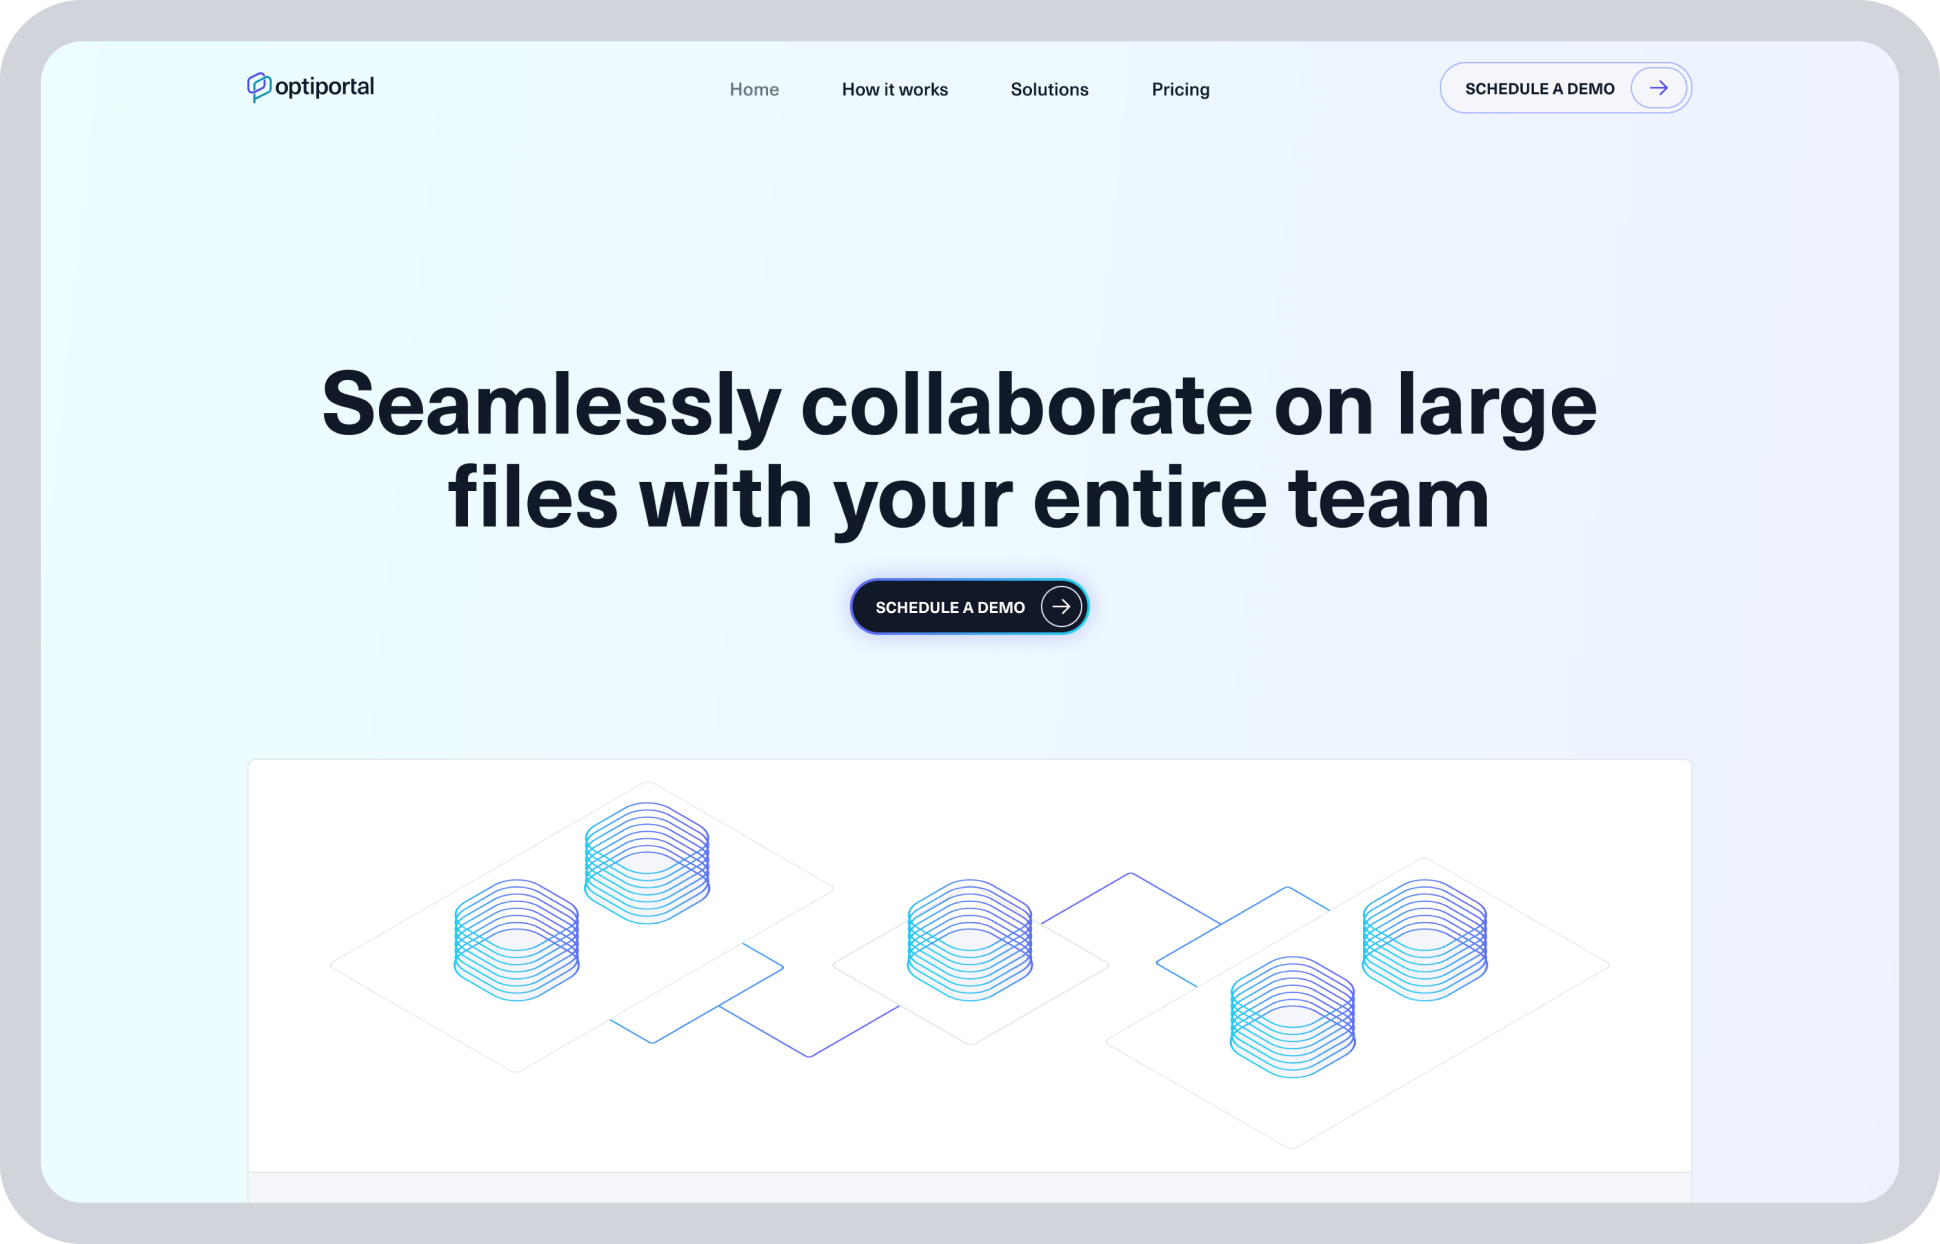 optiportal
Home
How it works
Solutions
Pricing
SCHEDULE A DEMO
Seamlessly collaborate on large
files with your entire team
SCHEDULE A DEMO